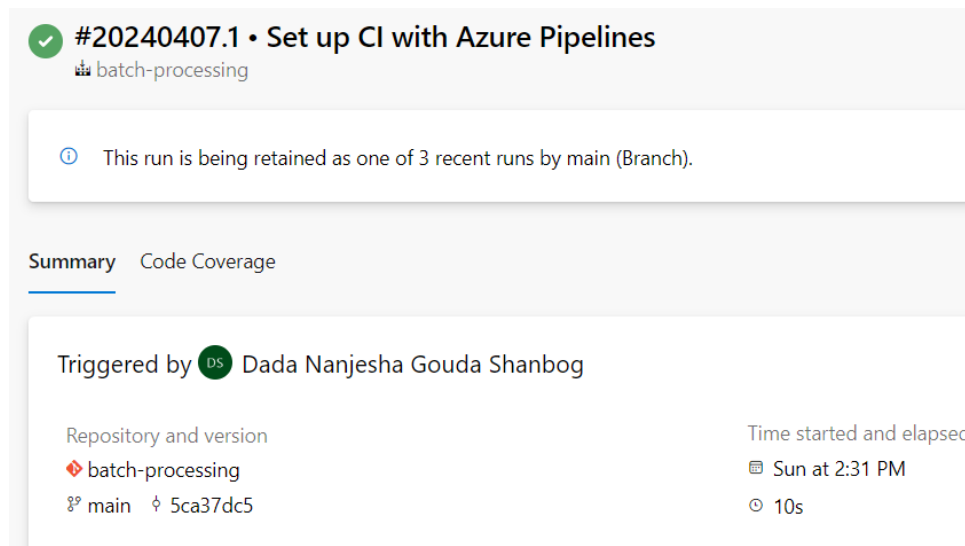 #20240407.1 • Set up CI with Azure Pipelines
batch-processing
This run is being retained as one of 3 recent runs by main (Branch).
Summary Code Coverage
Triggered by DS Dada Nanjesha Gouda Shanbog
Repository and version
batch-processing
main 5ca37dc5
Time started and elapsed
Sun at 2:31 PM
10s